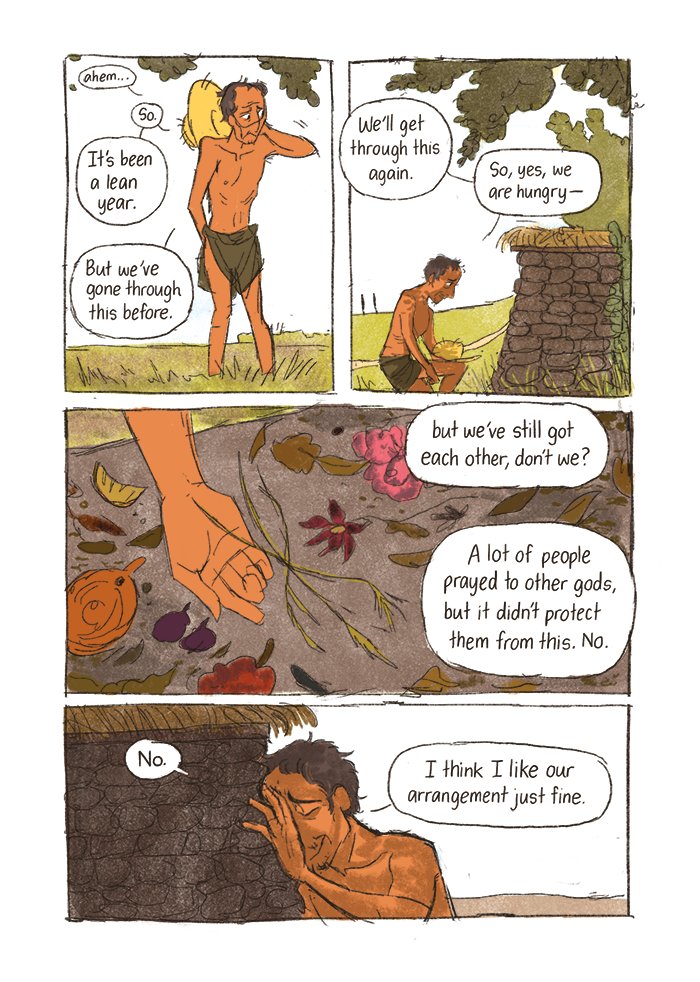 ahem...
So.
It's been
a lean
year.
But we've
gone through
this before.
We'll get
through this
again.
So, yes, we
are hungry—
but we've still got
each other, don't we?
A lot of people
prayed to other gods,
but it didn't protect
them from this. No.
No.
I think I like our
arrangement just fine.